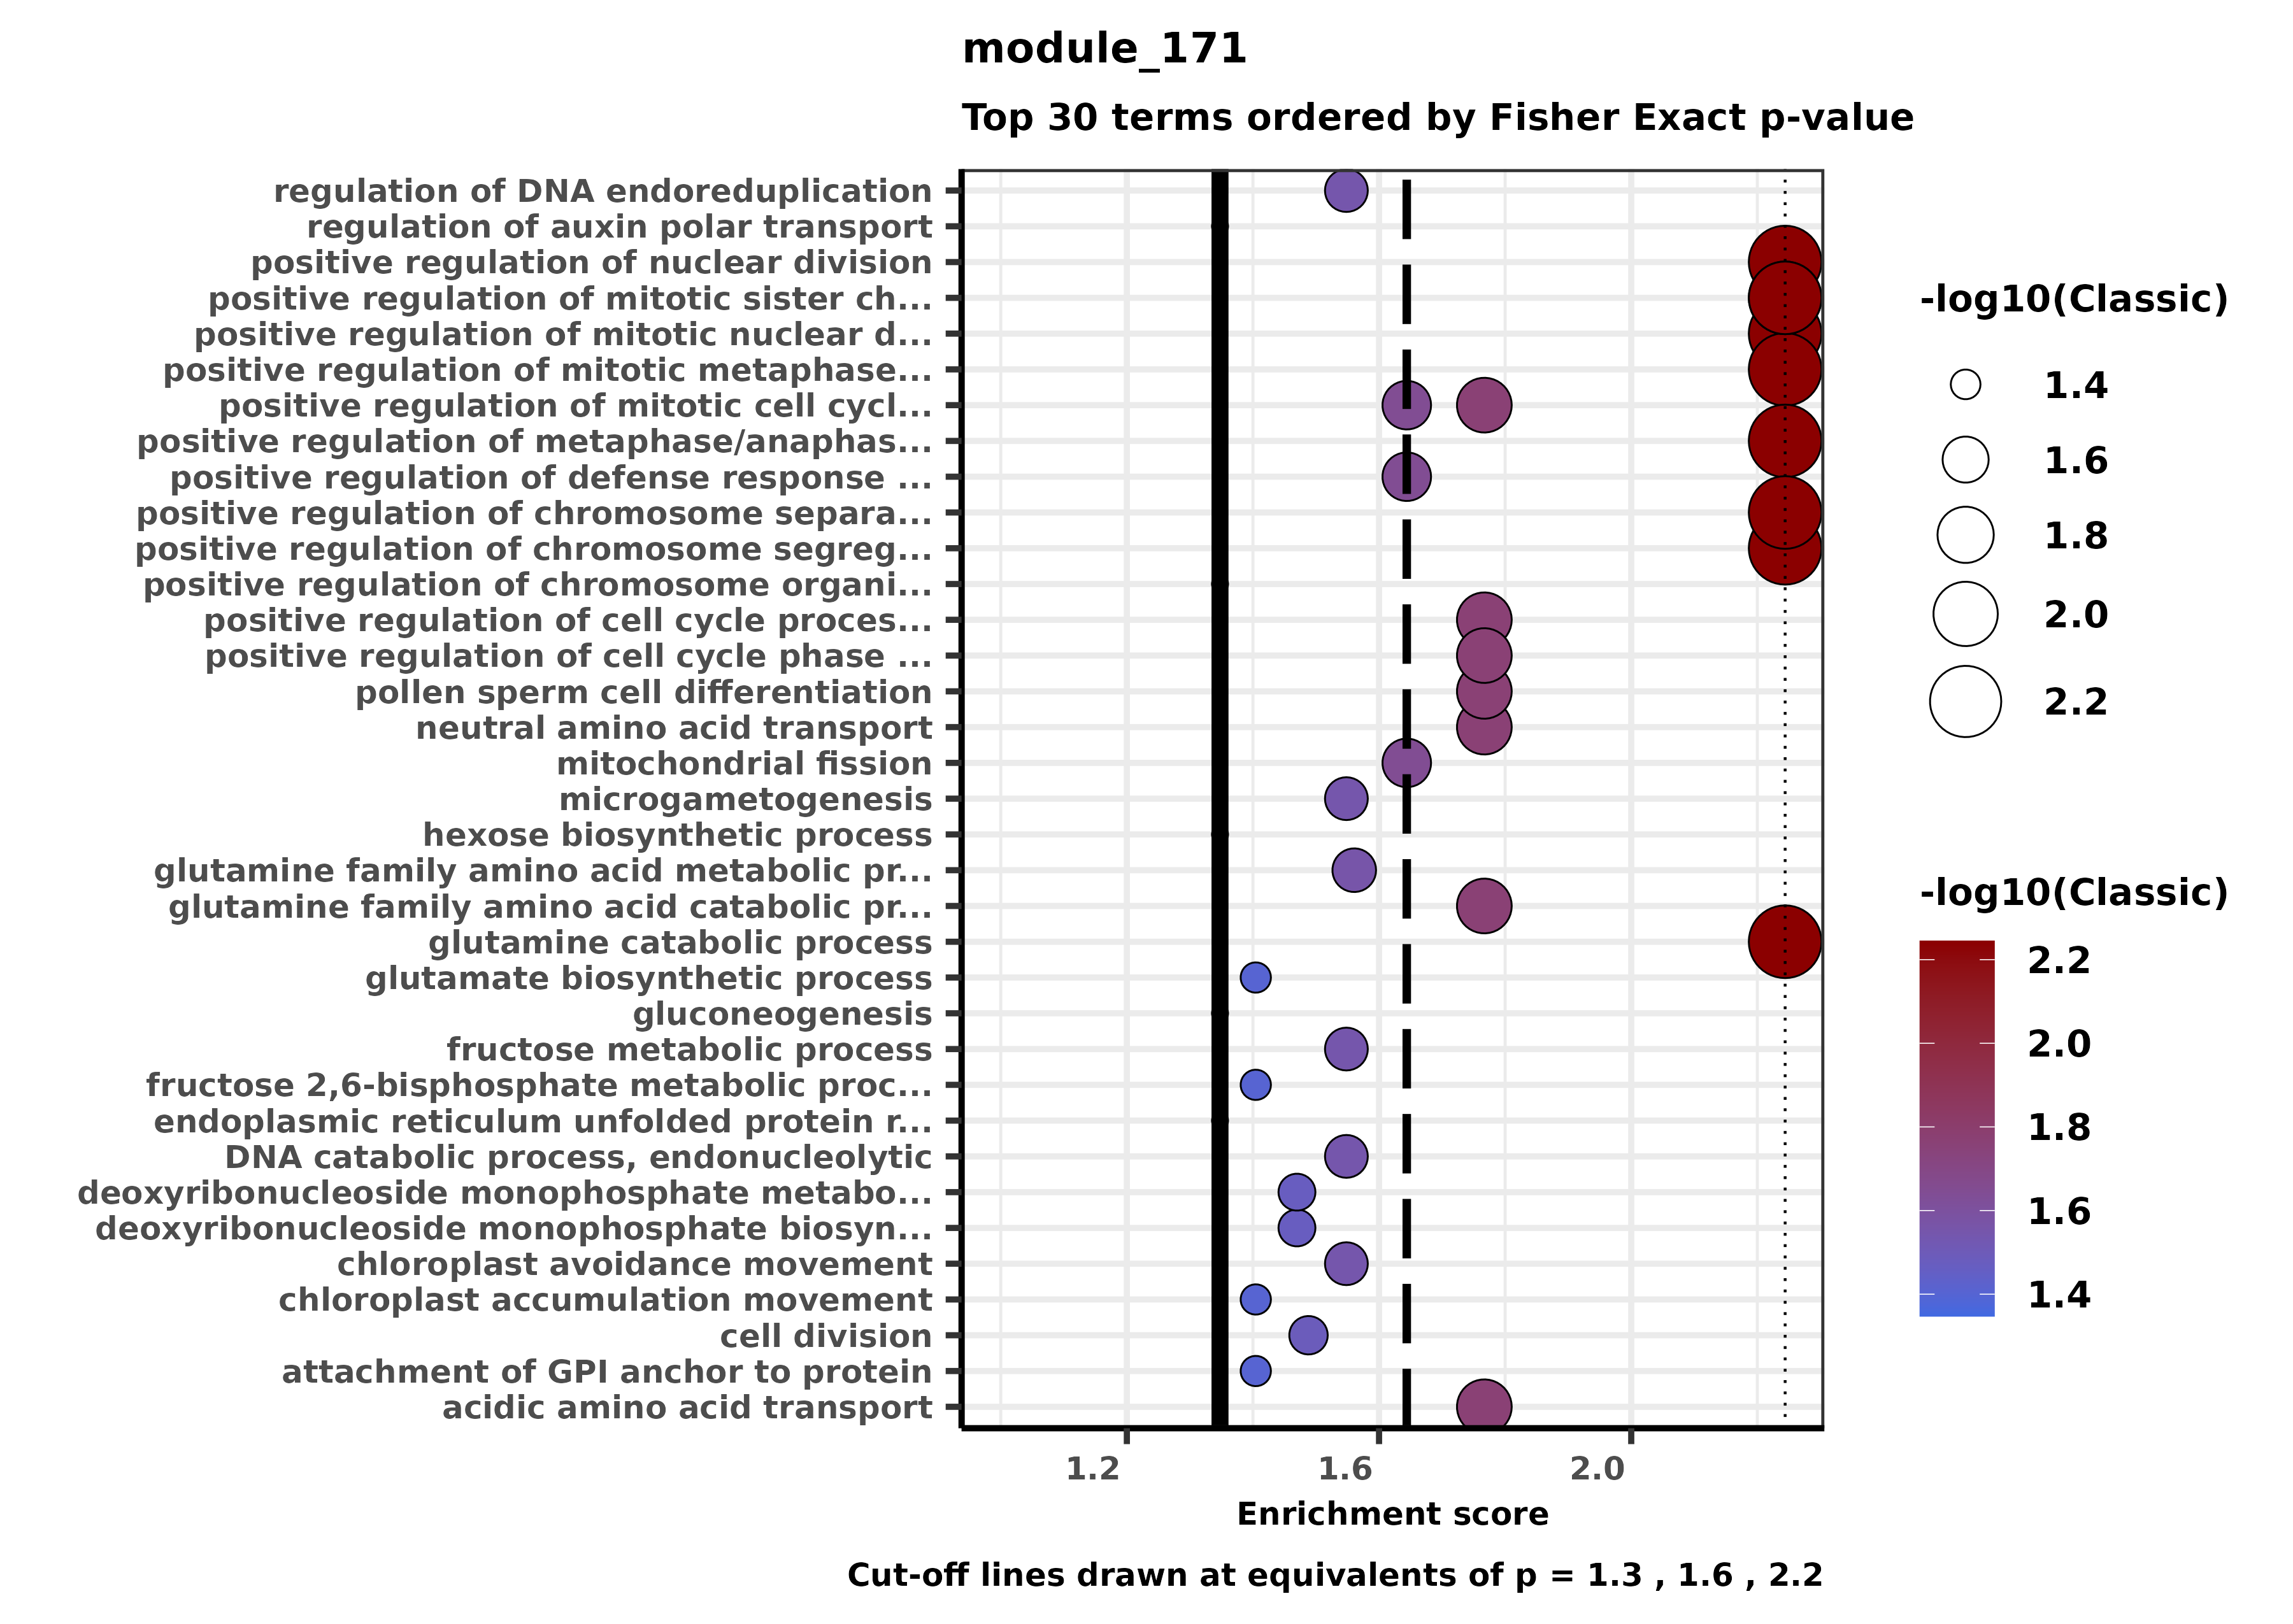 module_171
Top 30 terms ordered by Fisher Exact p-value
regulation of DNA endoreduplication
regulation of auxin polar transport
positive regulation of nuclear division
positive regulation of mitotic sister ch...
positive regulation of mitotic nuclear d...
positive regulation of mitotic metaphase...
positive regulation of mitotic cell cycl...
positive regulation of metaphase/anaphas...
positive regulation of defense response ...
positive regulation of chromosome separa...
positive regulation of chromosome segreg...
positive regulation of chromosome organi...
positive regulation of cell cycle proces...
positive regulation of cell cycle phase ...
pollen sperm cell differentiation
neutral amino acid transport
mitochondrial fission
microgametogenesis
hexose biosynthetic process
glutamine family amino acid metabolic pr...
glutamine family amino acid catabolic pr...
glutamine catabolic process
glutamate biosynthetic process
gluconeogenesis
fructose metabolic process
fructose 2,6-bisphosphate metabolic proc...
endoplasmic reticulum unfolded protein r...
DNA catabolic process, endonucleolytic
deoxyribonucleoside monophosphate metabo...
deoxyribonucleoside monophosphate biosyn...
chloroplast avoidance movement
chloroplast accumulation movement
cell division
attachment of GPI anchor to protein
acidic amino acid transport
1.2 1.6 2.0
Enrichment score
Cut-off lines drawn at equivalents of p = 1.3 , 1.6 , 2.2
-log10(Classic)
1.4
1.6
1.8
2.0
2.2
-log10(Classic)
2.2
2.0
1.8
1.6
1.4